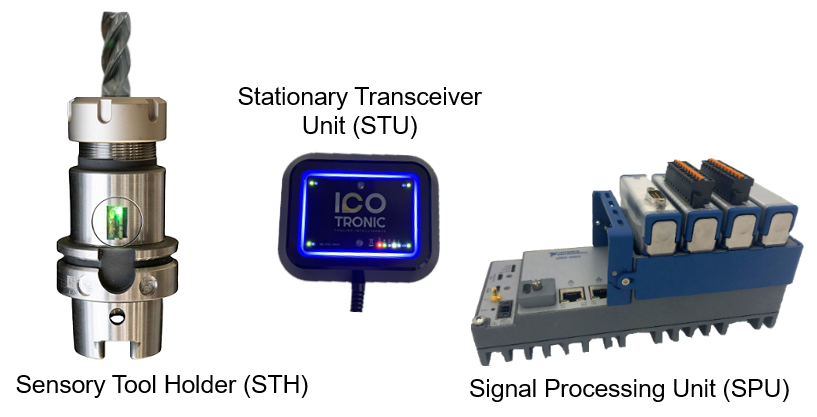 Stationary Transceiver
Unit (STU)
ICO
TRONIC
Sensory Tool Holder (STH)
Signal Processing Unit (SPU)